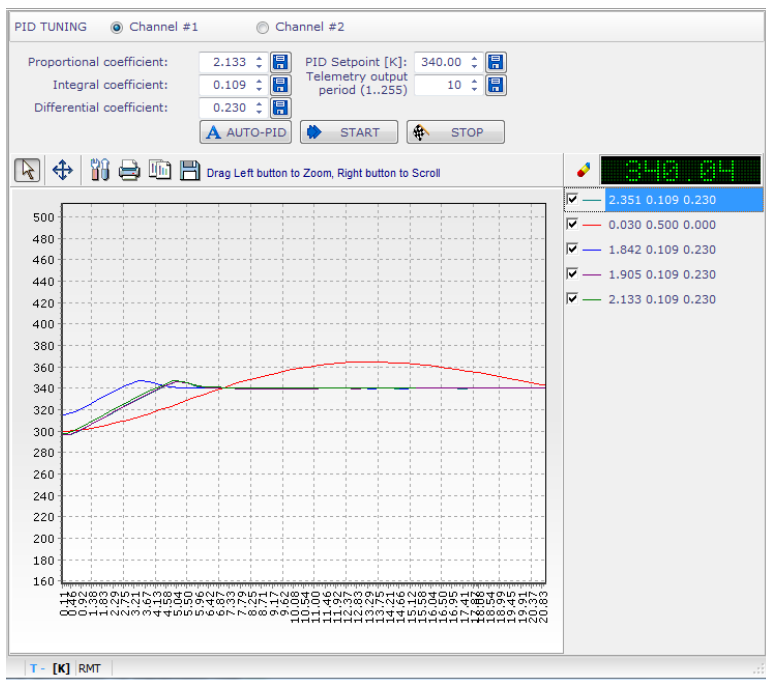 PID TUNING Channel #1 Channel #2
Proportional coefficient: 2.133 PID Setpoint [K]: 340.00
Integral coefficient: 0.109 Telemetry output period (1..255) 10
Differential coefficient: 0.230
A AUTO-PID START STOP
Drag Left button to Zoom, Right button to Scroll 340.04
2.351 0.109 0.230
0.030 0.500 0.000
1.842 0.109 0.230
1.905 0.109 0.230
2.133 0.109 0.230
500
480
460
440
420
400
380
360
340
320
300
280
260
240
220
200
180
160
0.11 0.46 0.92 1.38 1.83 2.29 2.75 3.21 3.67 4.13 4.58 5.04 5.50 5.96 6.42 6.87 7.33 7.79 8.25 8.71 9.17 9.62 10.08 10.54 11.00 11.46 11.92 12.37 12.83 13.29 13.75 14.21 14.66 15.12 15.58 16.04 16.50 16.95 17.41 17.87 18.54 18.99 19.45 19.91 20.37 20.83
T - [K] RMT